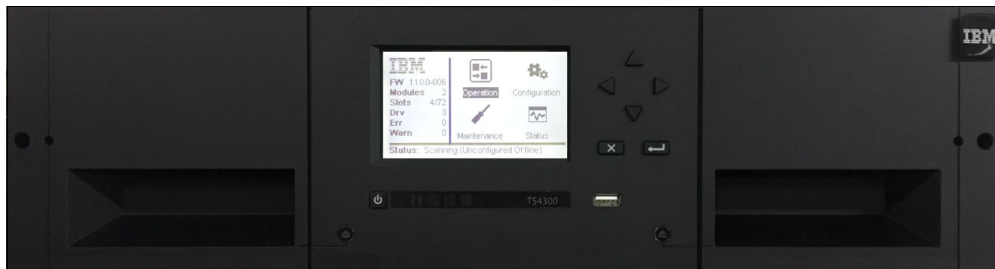 IBM
IBM
FW 1.1.0.0-006
Modules 2
Slots 4/72
Drv 3
Err 0
Warn 0
Operation
Configuration
Maintenance
Status
Status: Scanning (Unconfigured Offline)
TS4300